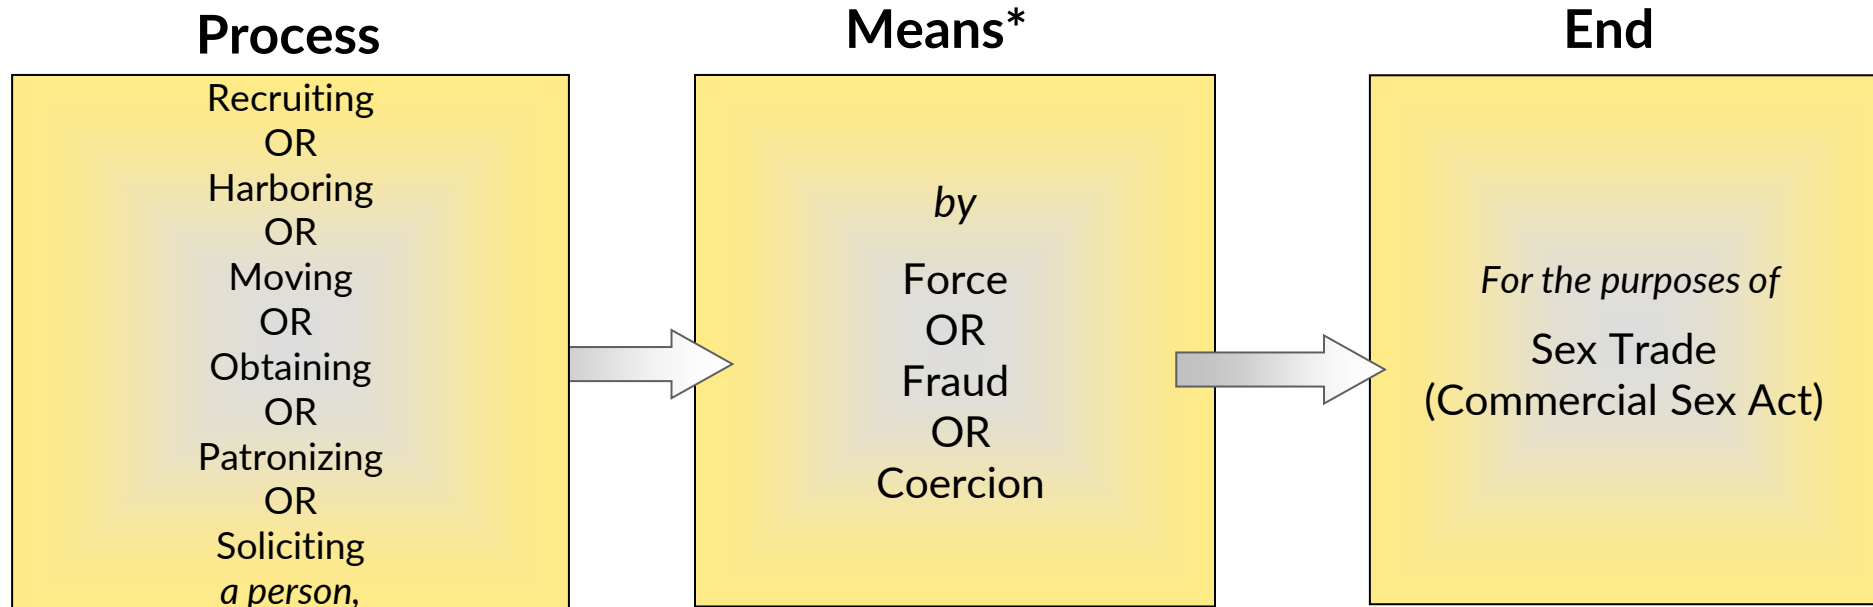 Process
Recruiting
OR
Harboring
OR
Moving
OR
Obtaining
OR
Patronizing
OR
Soliciting
a person,
Means*
by
Force
OR
Fraud
OR
Coercion
End
For the purposes of
Sex Trade
(Commercial Sex Act)